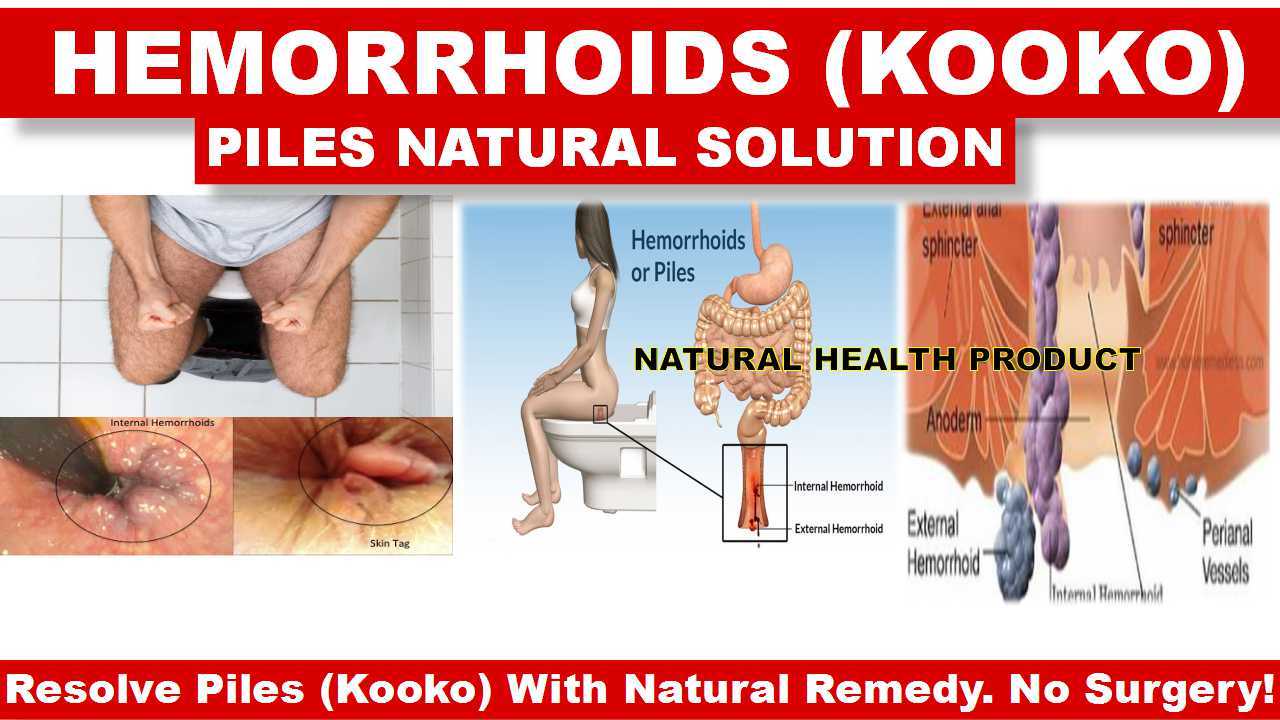 HEMORRHOIDS (KOOKO)
PILES NATURAL SOLUTION
Internal Hemorrhoids
Skin Tag
Hemorrhoids
or Piles
NATURAL HEALTH PRODUCT
Internal Hemorrhoid
External Hemorrhoid
External anal
sphincter
sphincter
Anoderm
External
Hemorrhoid
Internal Hemorrhoid
Perianal
Vessels
Resolve Piles (Kooko) With Natural Remedy. No Surgery!